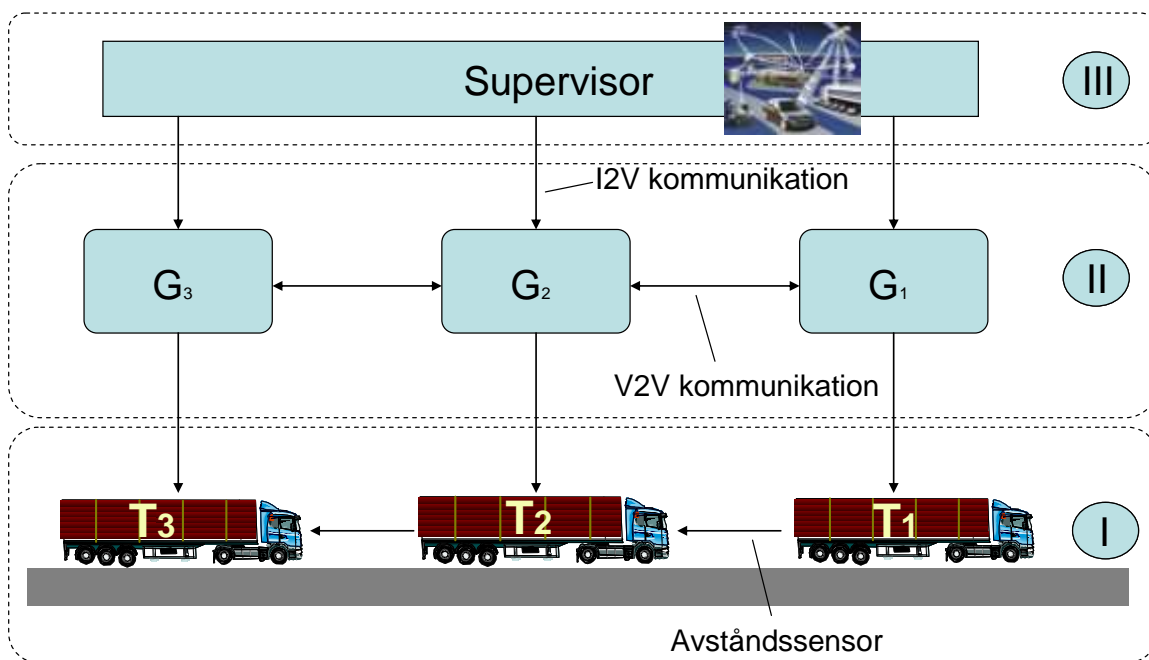 Supervisor
III
I2V kommunikation
G₃
G₂
G₁
II
V2V kommunikation
T3
T2
T1
I
Avståndssensor